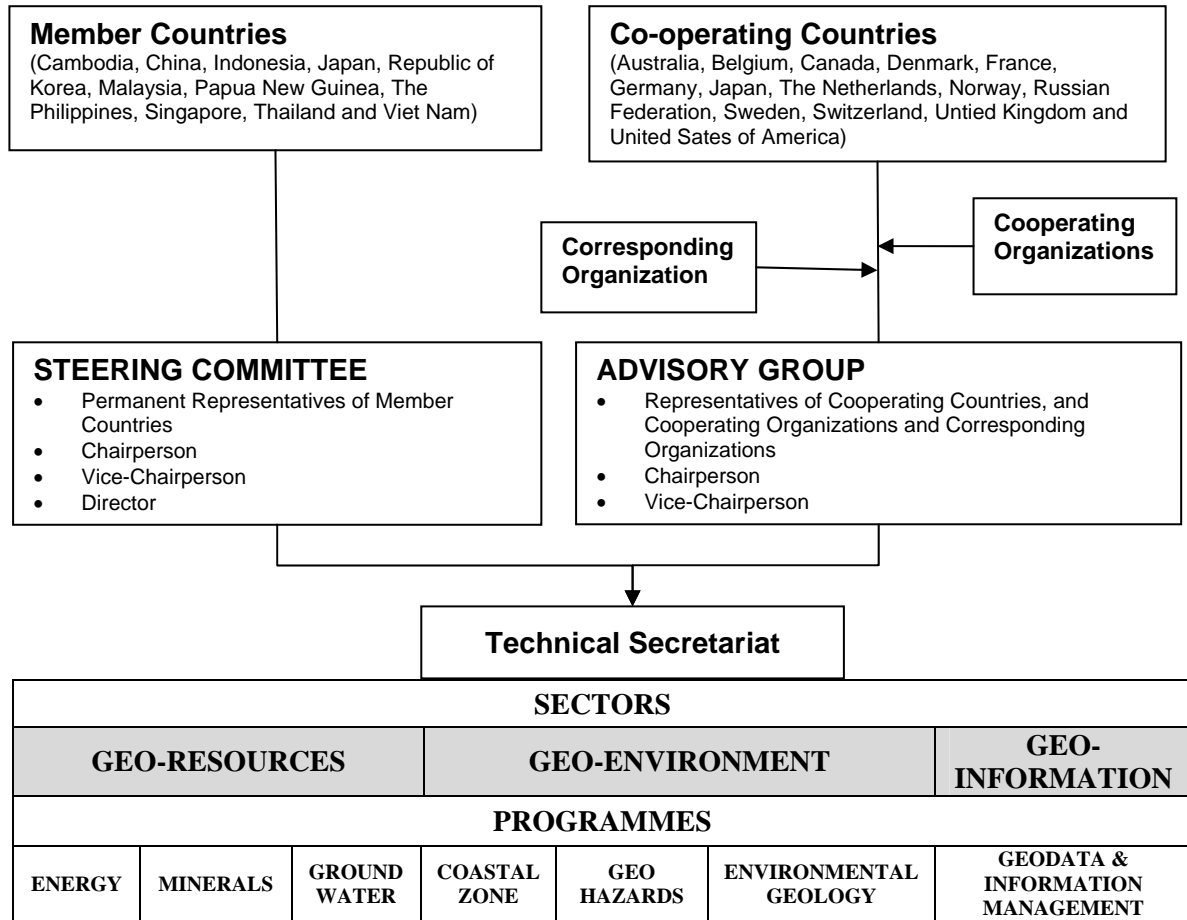 Member Countries
(Cambodia, China, Indonesia, Japan, Republic of
Korea, Malaysia, Papua New Guinea, The
Philippines, Singapore, Thailand and Viet Nam)
Co-operating Countries
(Australia, Belgium, Canada, Denmark, France,
Germany, Japan, The Netherlands, Norway, Russian
Federation, Sweden, Switzerland, Untied Kingdom and
United Sates of America)
Corresponding
Organization
Cooperating
Organizations
STEERING COMMITTEE
• Permanent Representatives of Member
Countries
• Chairperson
• Vice-Chairperson
• Director
ADVISORY GROUP
• Representatives of Cooperating Countries, and
Cooperating Organizations and Corresponding
Organizations
• Chairperson
• Vice-Chairperson
Technical Secretariat
SECTORS
GEO-RESOURCES
GEO-ENVIRONMENT
GEO-
INFORMATION
PROGRAMMES
ENERGY
MINERALS
GROUND
WATER
COASTAL
ZONE
GEO
HAZARDS
ENVIRONMENTAL
GEOLOGY
GEODATA &
INFORMATION
MANAGEMENT